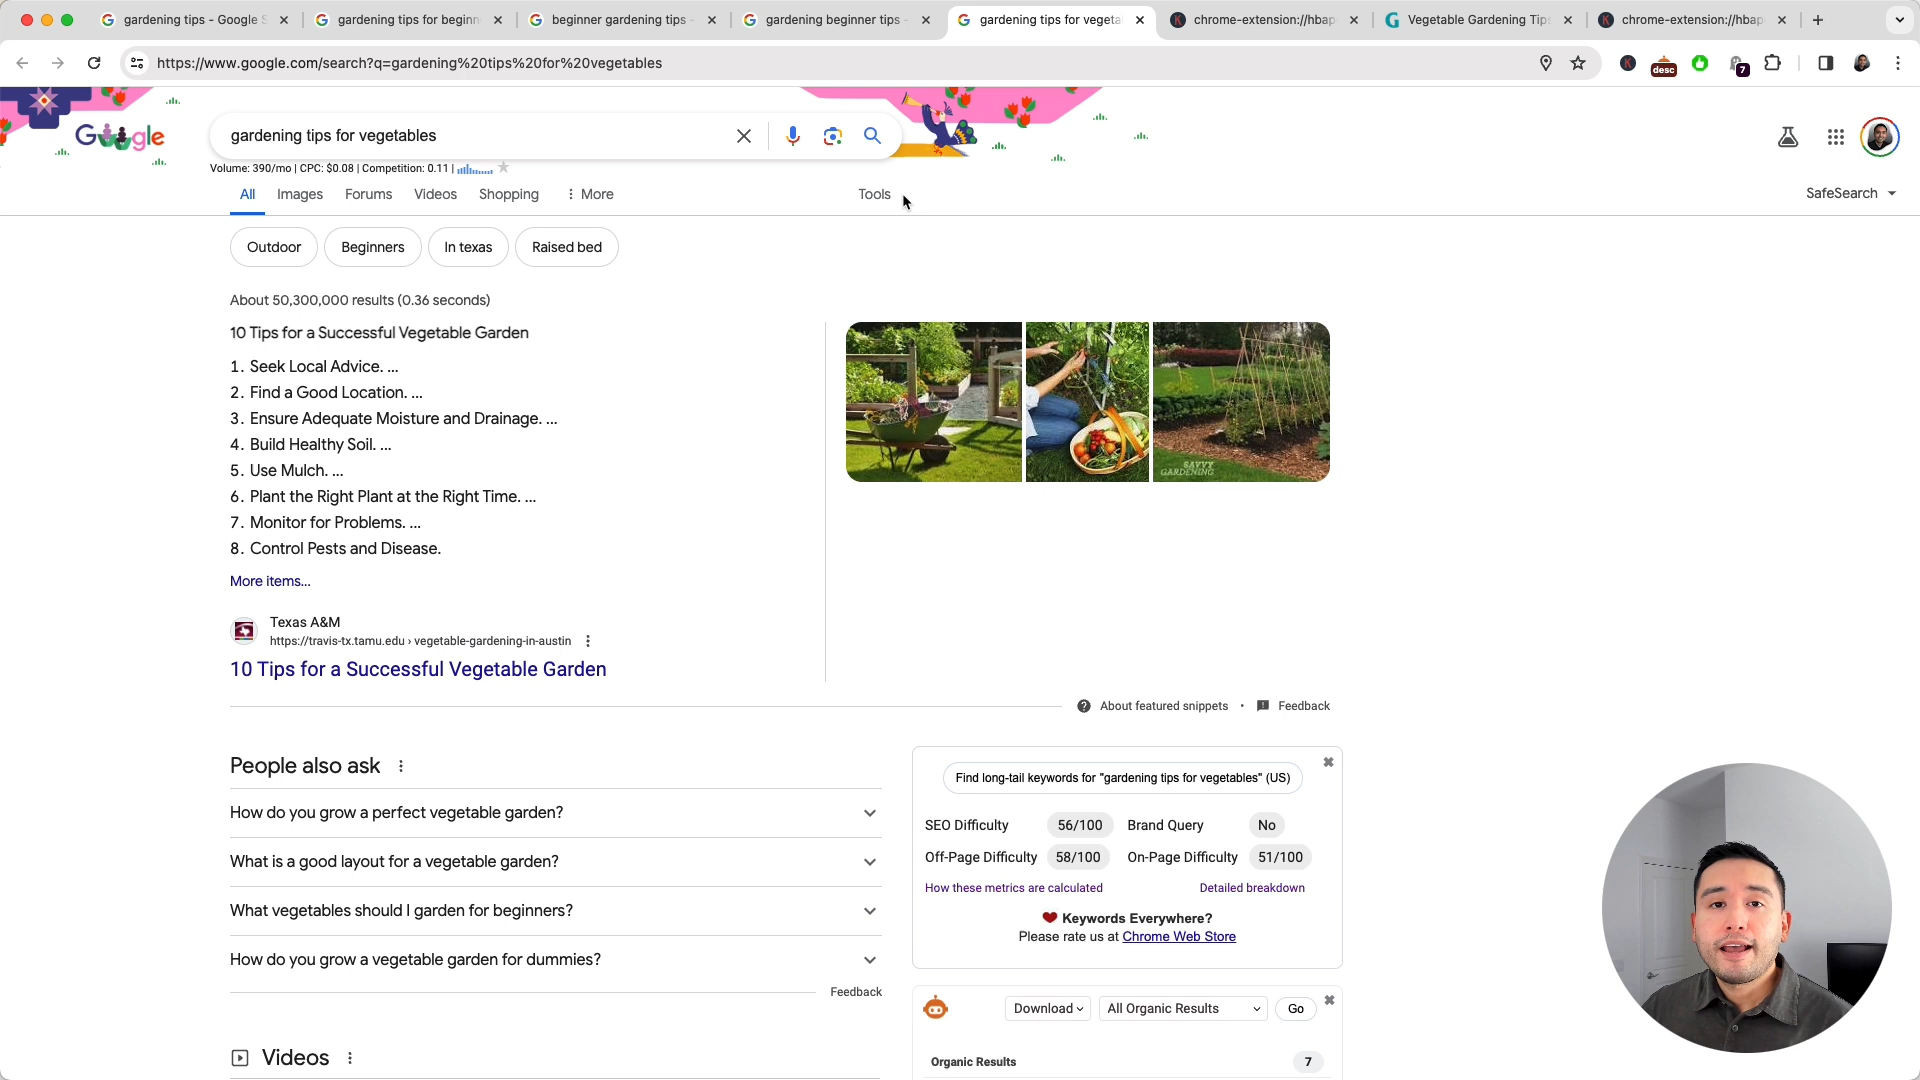 gardening tips - Google S
gardening tips for beginn
beginner gardening tips -
gardening beginner tips -
gardening tips for vegeta
chrome-extension://hbap
Vegetable Gardening Tip
chrome-extension://hbap
https://www.google.com/search?q=gardening%20tips%20for%20vegetables
desc
7
Google
gardening tips for vegetables
Volume: 390/mo | CPC: $0.08 | Competition: 0.11 |
All
Images
Forums
Videos
Shopping
More
Tools
SafeSearch
Outdoor
Beginners
In texas
Raised bed
About 50,300,000 results (0.36 seconds)
10 Tips for a Successful Vegetable Garden
1. Seek Local Advice. ...
2. Find a Good Location. ...
3. Ensure Adequate Moisture and Drainage. ...
4. Build Healthy Soil. ...
5. Use Mulch. ...
6. Plant the Right Plant at the Right Time. ...
7. Monitor for Problems. ...
8. Control Pests and Disease.
More items...
SAVVY
GARDENING
Texas A&M
https://travis-tx.tamu.edu › vegetable-gardening-in-austin
10 Tips for a Successful Vegetable Garden
About featured snippets • Feedback
People also ask
How do you grow a perfect vegetable garden?
What is a good layout for a vegetable garden?
What vegetables should I garden for beginners?
How do you grow a vegetable garden for dummies?
Feedback
Videos
Find long-tail keywords for "gardening tips for vegetables" (US)
SEO Difficulty 56/100 Brand Query No
Off-Page Difficulty 58/100 On-Page Difficulty 51/100
How these metrics are calculated
Detailed breakdown
Keywords Everywhere?
Please rate us at Chrome Web Store
Download
All Organic Results
Go
Organic Results 7